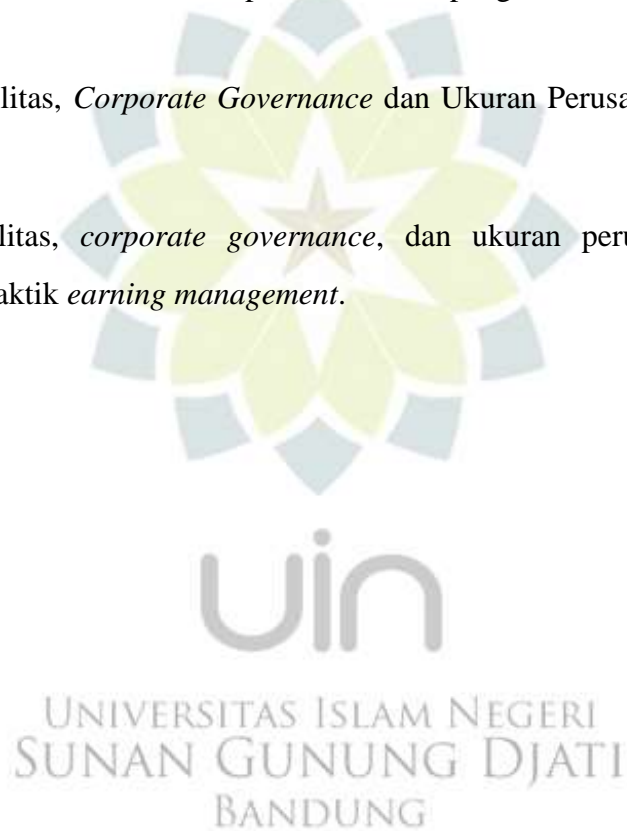 litas, Corporate Governance dan Ukuran Perusa
litas, corporate governance, dan ukuran peru
aktik earning management.
uin
UNIVERSITAS ISLAM NEGERI
SUNAN GUNUNG DJATI
BANDUNG